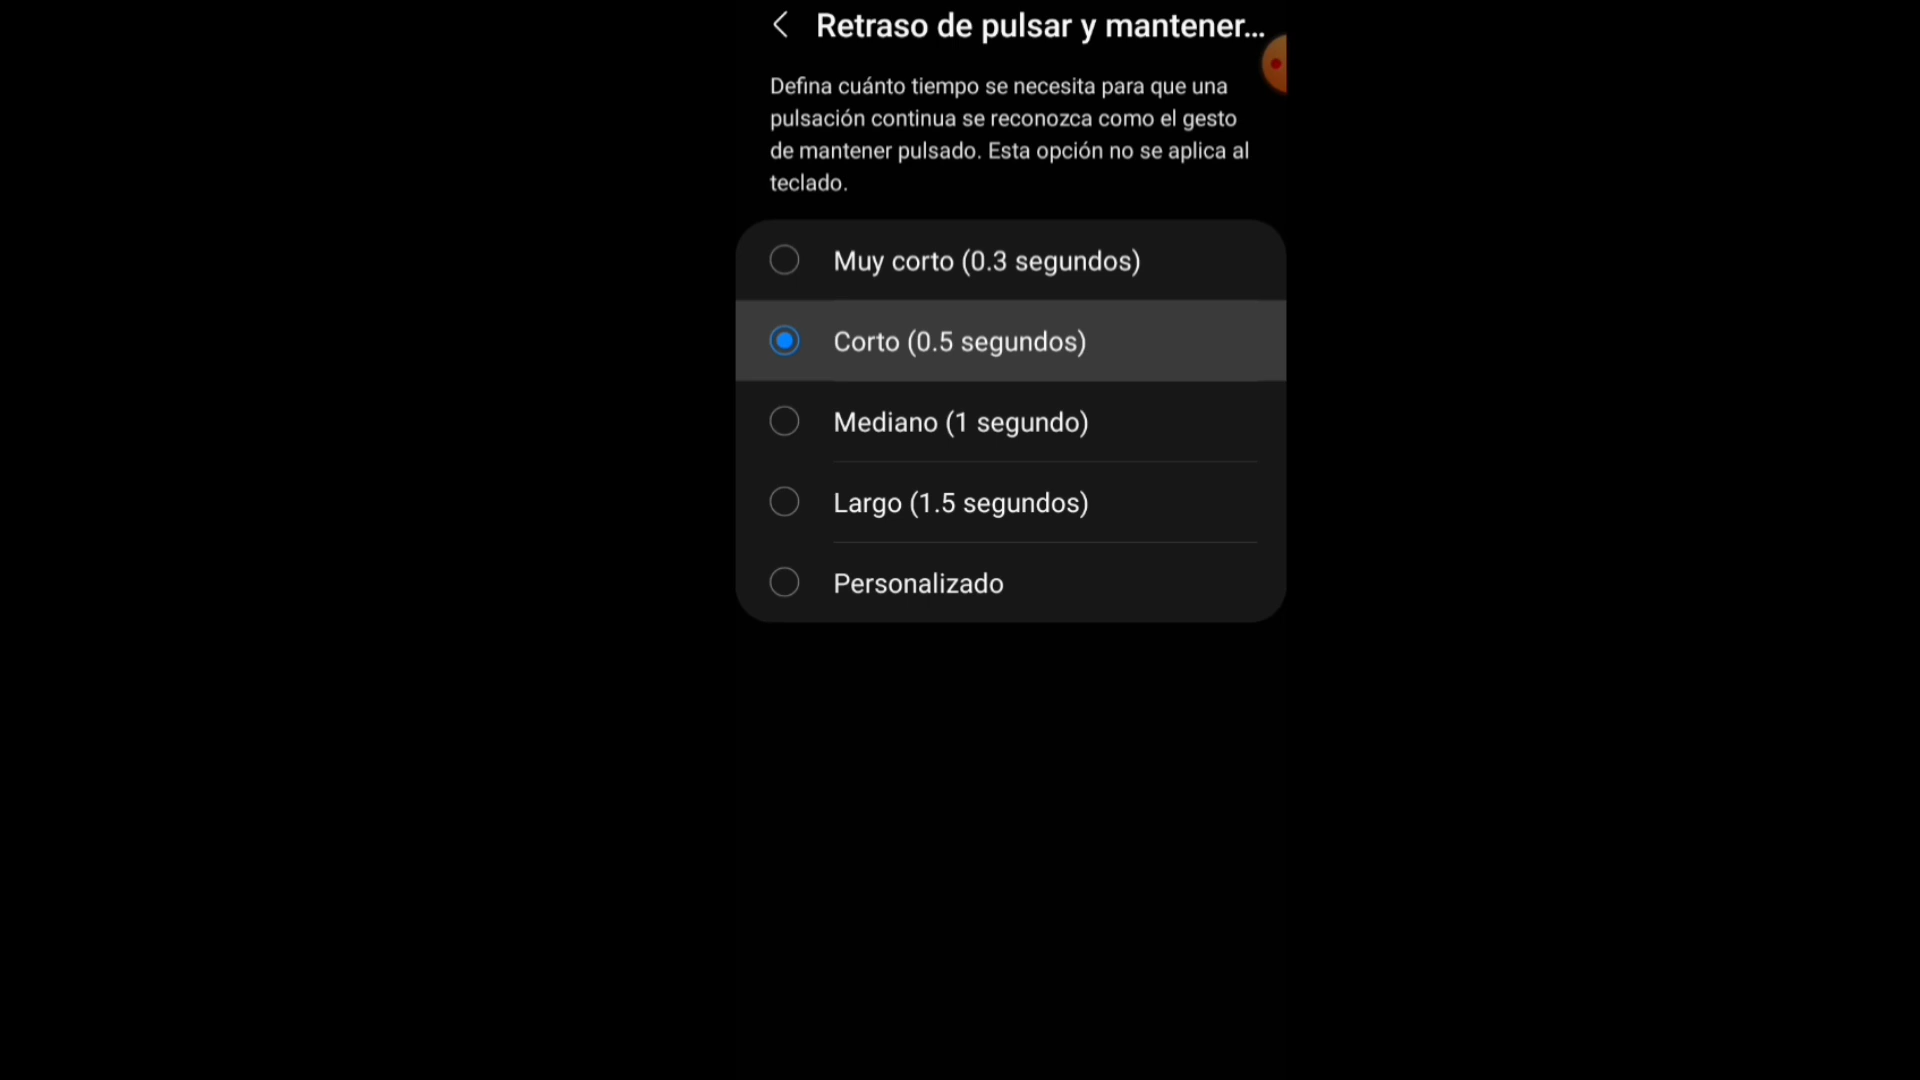 Retraso de pulsar y mantener...
Defina cuánto tiempo se necesita para que una
pulsación continua se reconozca como el gesto
de mantener pulsado. Esta opción no se aplica al
teclado.
Muy corto (0.3 segundos)
Corto (0.5 segundos)
Mediano (1 segundo)
Largo (1.5 segundos)
Personalizado